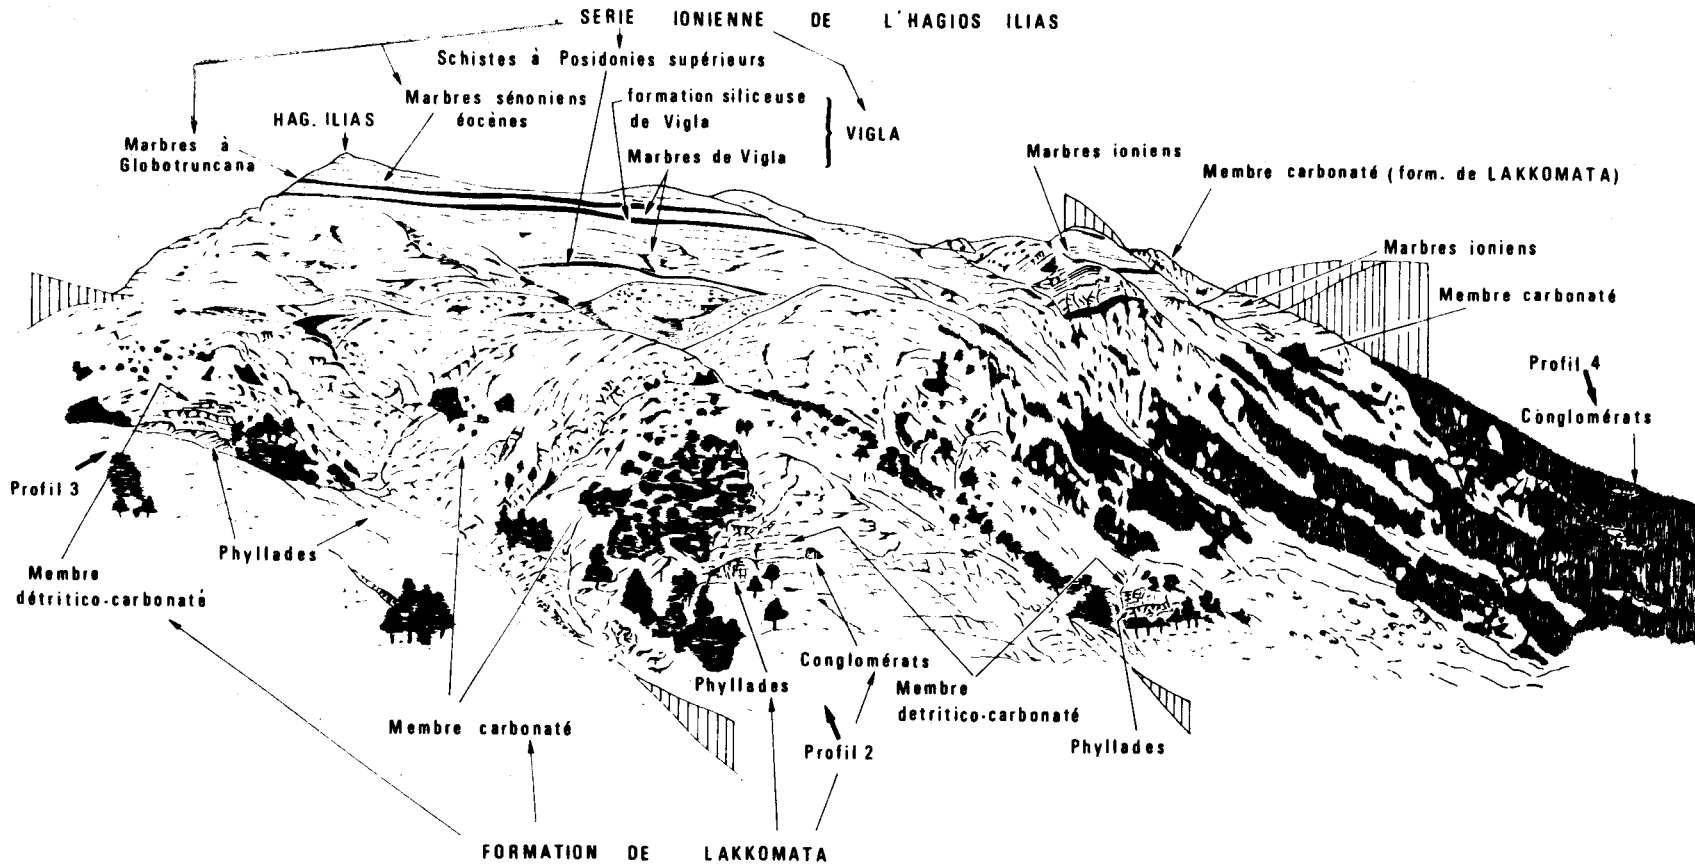 SERIE IONIENNE DE L'HAGIOS ILIAS
Schistes à Posidonies supérieurs
Marbres sénoniens
éocènes
formation siliceuse
de Vigla
VIGLA
HAG. ILIAS
Marbres à
Globotruncana
Marbres de Vigla
Marbres ioniens
Membre carbonaté (form. de LAKKOMATA)
Marbres ioniens
Membre carbonaté
Profil 4
Conglomérats
Profil 3
Phyllades
Membre
détritico-carbonaté
Conglomérats
Phyllades
Membre
detritico-carbonaté
Membre carbonaté
Profil 2
Phyllades
FORMATION DE LAKKOMATA